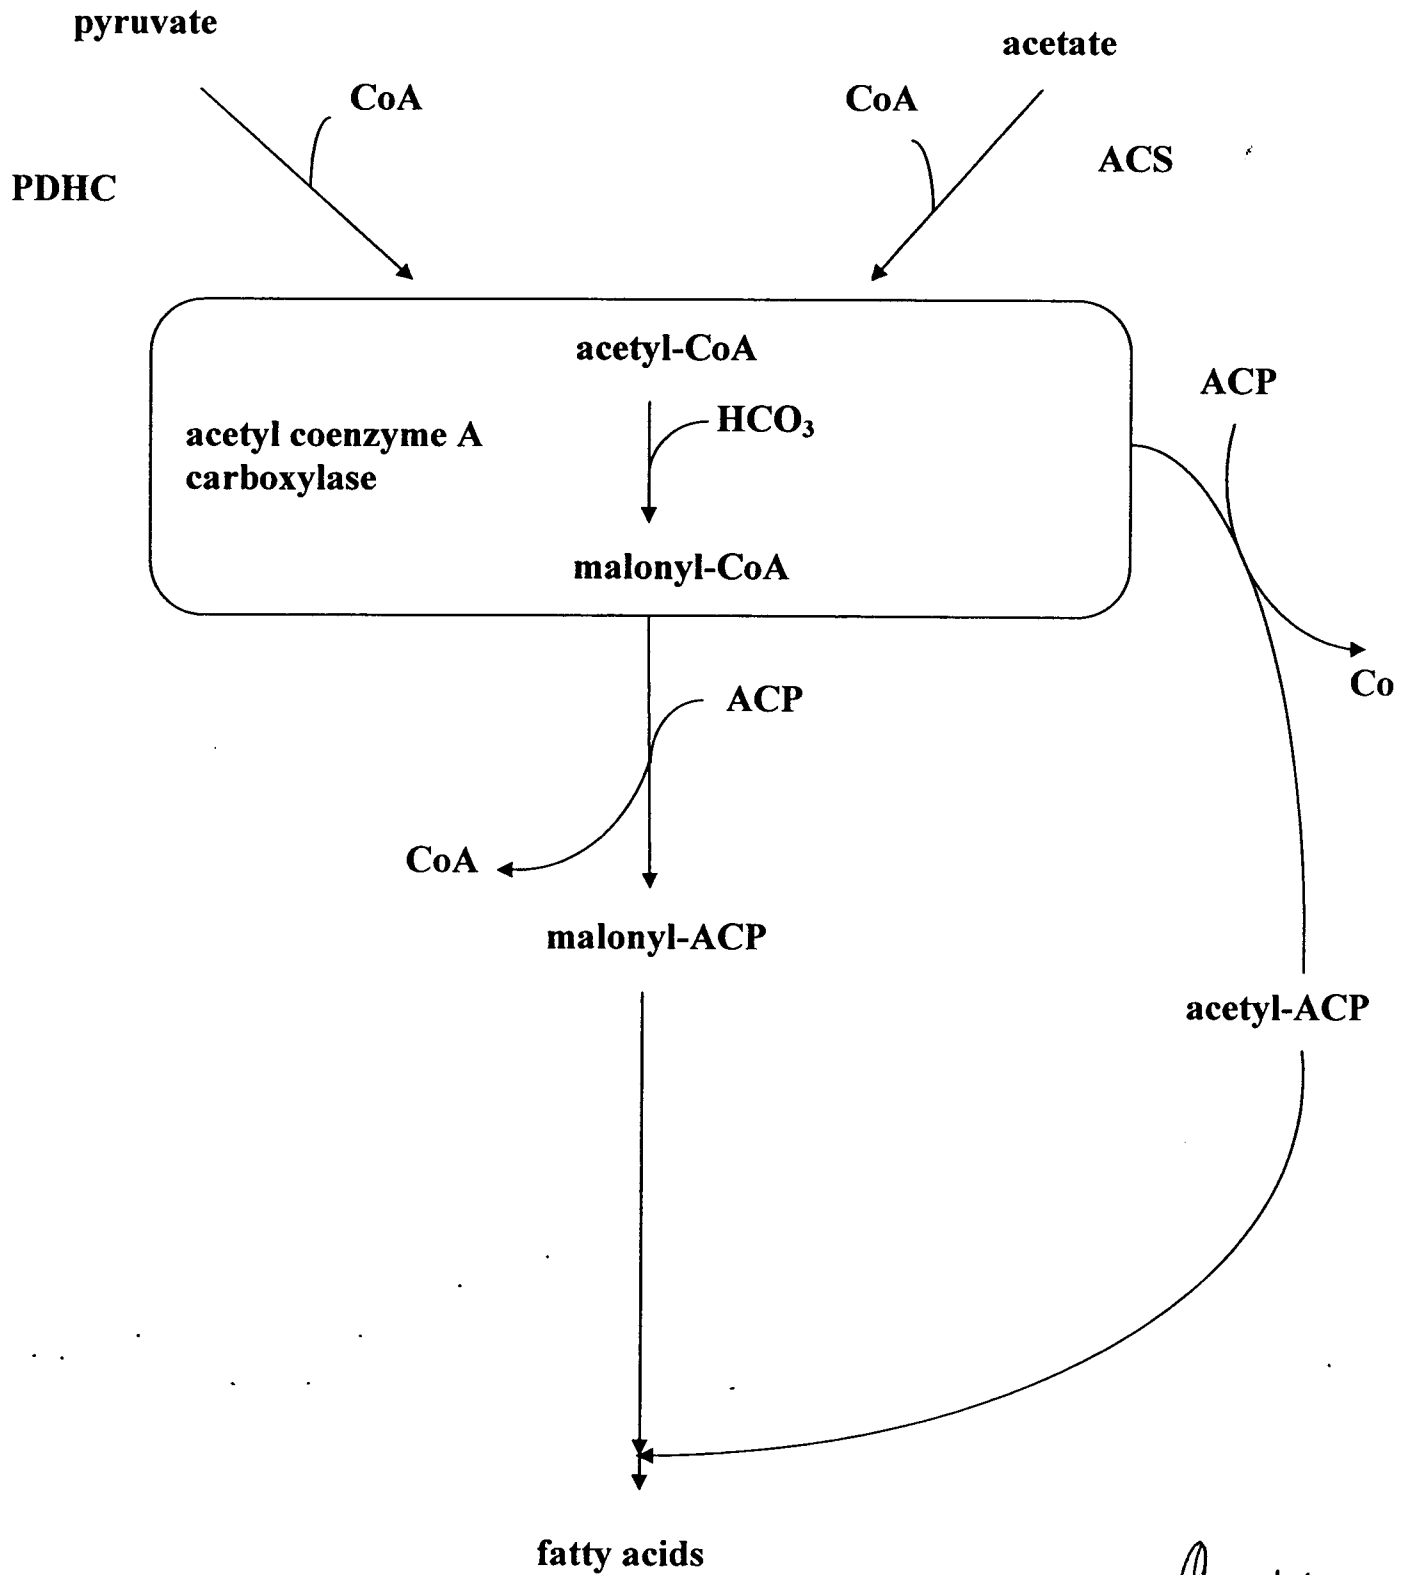 pyruvate
acetate
CoA
CoA
ACS
PDHC
acetyl-CoA
ACP
HCO₃
acetyl coenzyme A
carboxylase
malonyl-CoA
Co
ACP
CoA
malonyl-ACP
acetyl-ACP
fatty acids